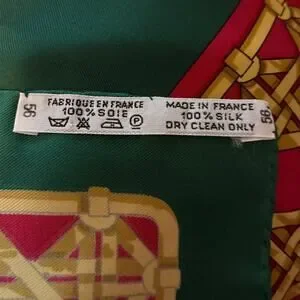 56
FABRIQUE EN FRANCE
100% SOIE
P
MADE IN FRANCE
100% SILK
DRY CLEAN ONLY
56